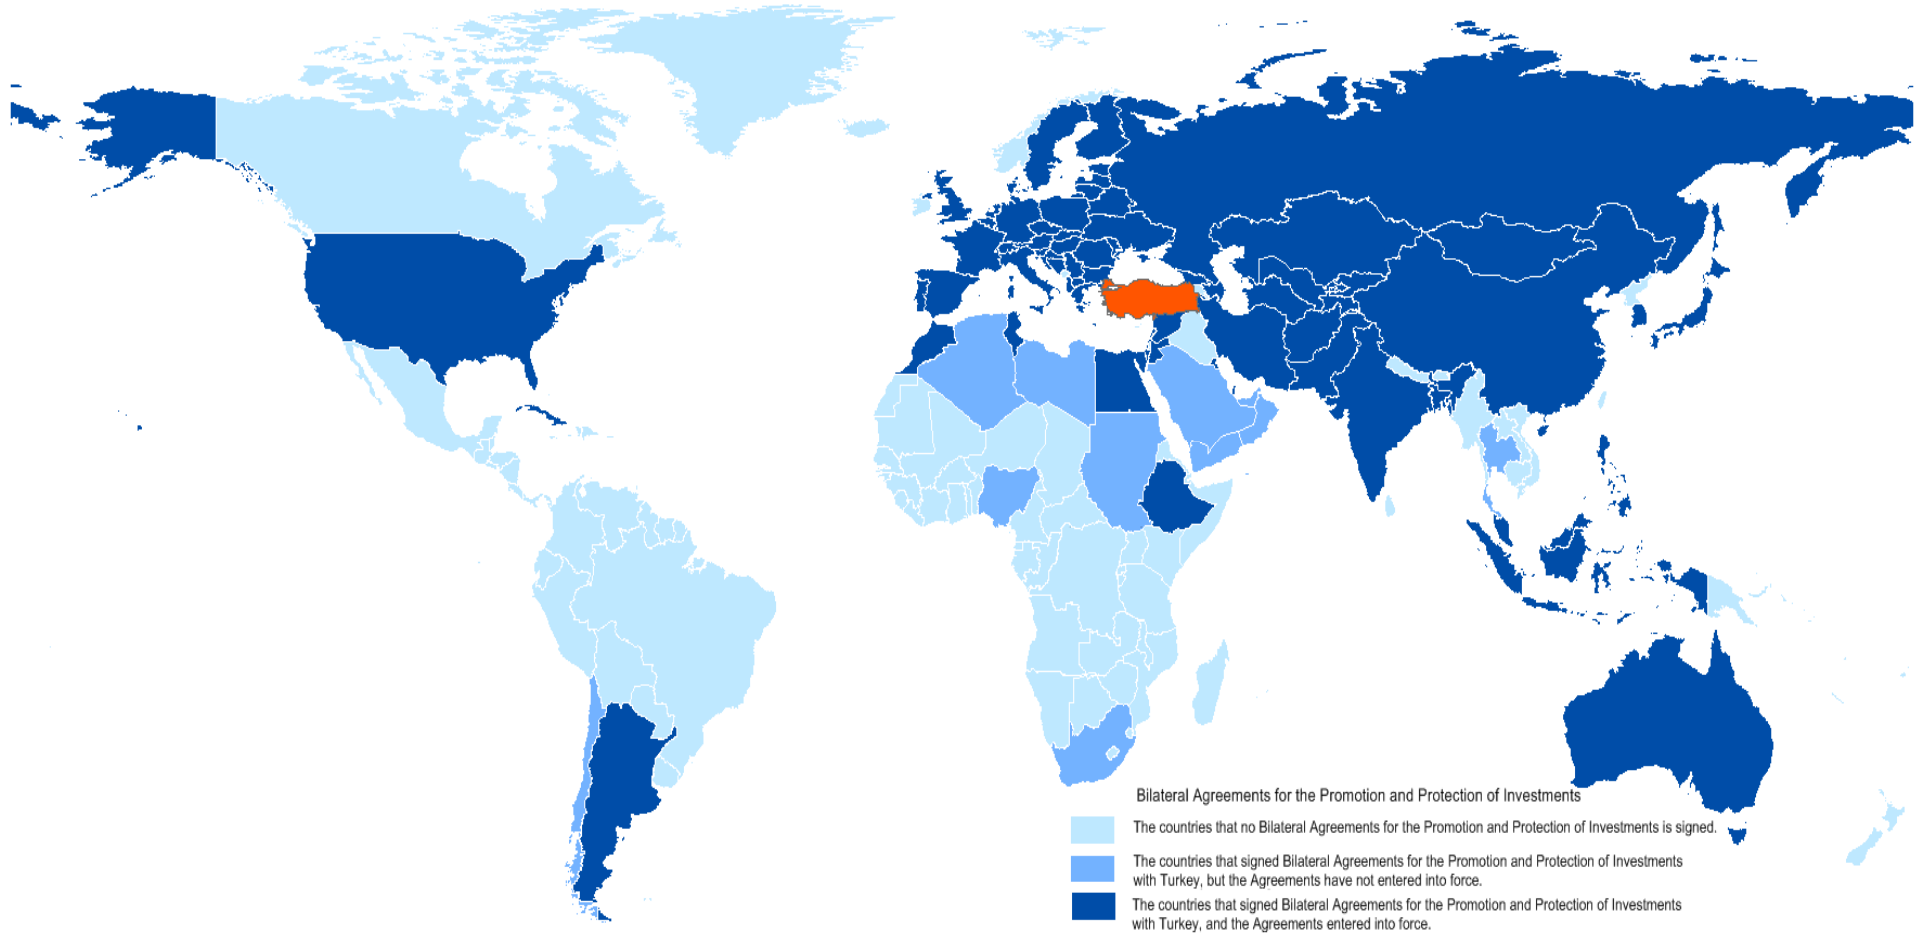 Bilateral Agreements for the Promotion and Protection of Investments
The countries that no Bilateral Agreements for the Promotion and Protection of Investments is signed.
The countries that signed Bilateral Agreements for the Promotion and Protection of Investments
with Turkey, but the Agreements have not entered into force.
The countries that signed Bilateral Agreements for the Promotion and Protection of Investments
with Turkey, and the Agreements entered into force.